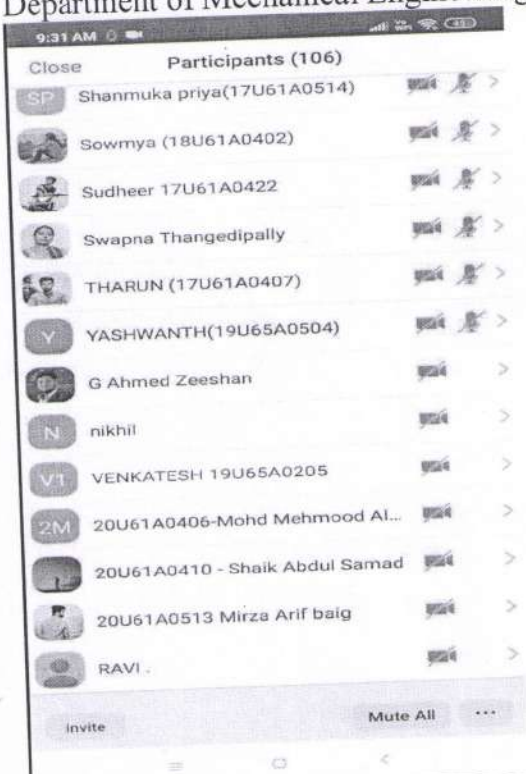 Department of Mechanical Engineering
9:31 AM
Close Participants (106)
SP Shanmuka priya(17U61A0514)
Sowmya (18U61A0402)
Sudheer 17U61A0422
Swapna Thangedipally
THARUN (17U61A0407)
Y YASHWANTH(19U65A0504)
G Ahmed Zeeshan
N nikhil
V1 VENKATESH 19U65A0205
2M 20U61A0406-Mohd Mehmood Al...
20U61A0410 - Shaik Abdul Samad
20U61A0513 Mirza Arif baig
RAVI .
Invite Mute All ...